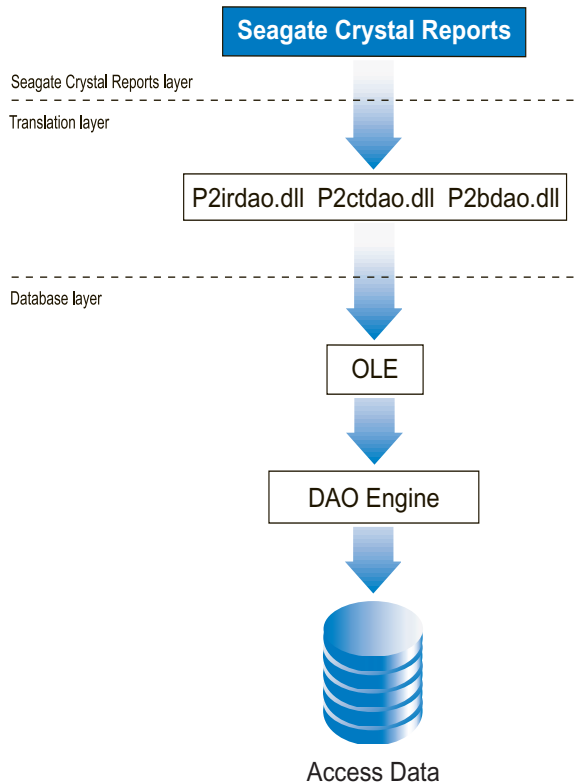 Seagate Crystal Reports
Seagate Crystal Reports layer
Translation layer
P2irdao.dll P2ctdao.dll P2bdao.dll
Database layer
OLE
DAO Engine
Access Data